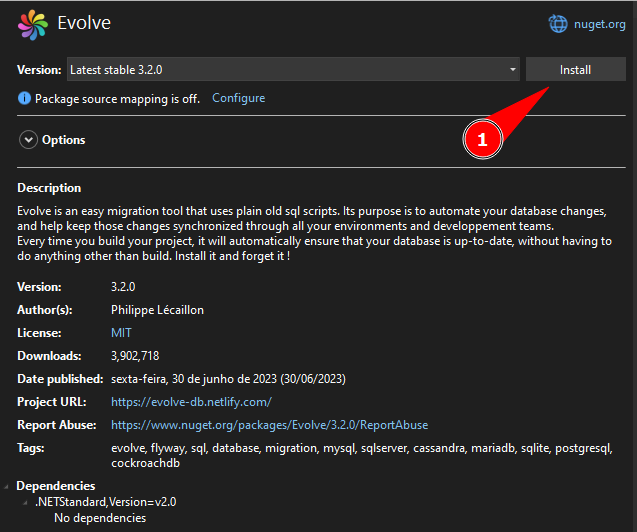 Evolve
nuget.org
Version: Latest stable 3.2.0 Install
Package source mapping is off. Configure
1
Options
Description
Evolve is an easy migration tool that uses plain old sql scripts. Its purpose is to automate your database changes,
and help keep those changes synchronized through all your environments and developpement teams.
Every time you build your project, it will automatically ensure that your database is up-to-date, without having to
do anything other than build. Install it and forget it !
Version: 3.2.0
Author(s): Philippe Lécaillon
License: MIT
Downloads: 3,902,718
Date published: sexta-feira, 30 de junho de 2023 (30/06/2023)
Project URL: https://evolve-db.netlify.com/
Report Abuse: https://www.nuget.org/packages/Evolve/3.2.0/ReportAbuse
Tags: evolve, flyway, sql, database, migration, mysql, sqlserver, cassandra, mariadb, sqlite, postgresql,
cockroachdb
Dependencies
.NETStandard,Version=v2.0
No dependencies